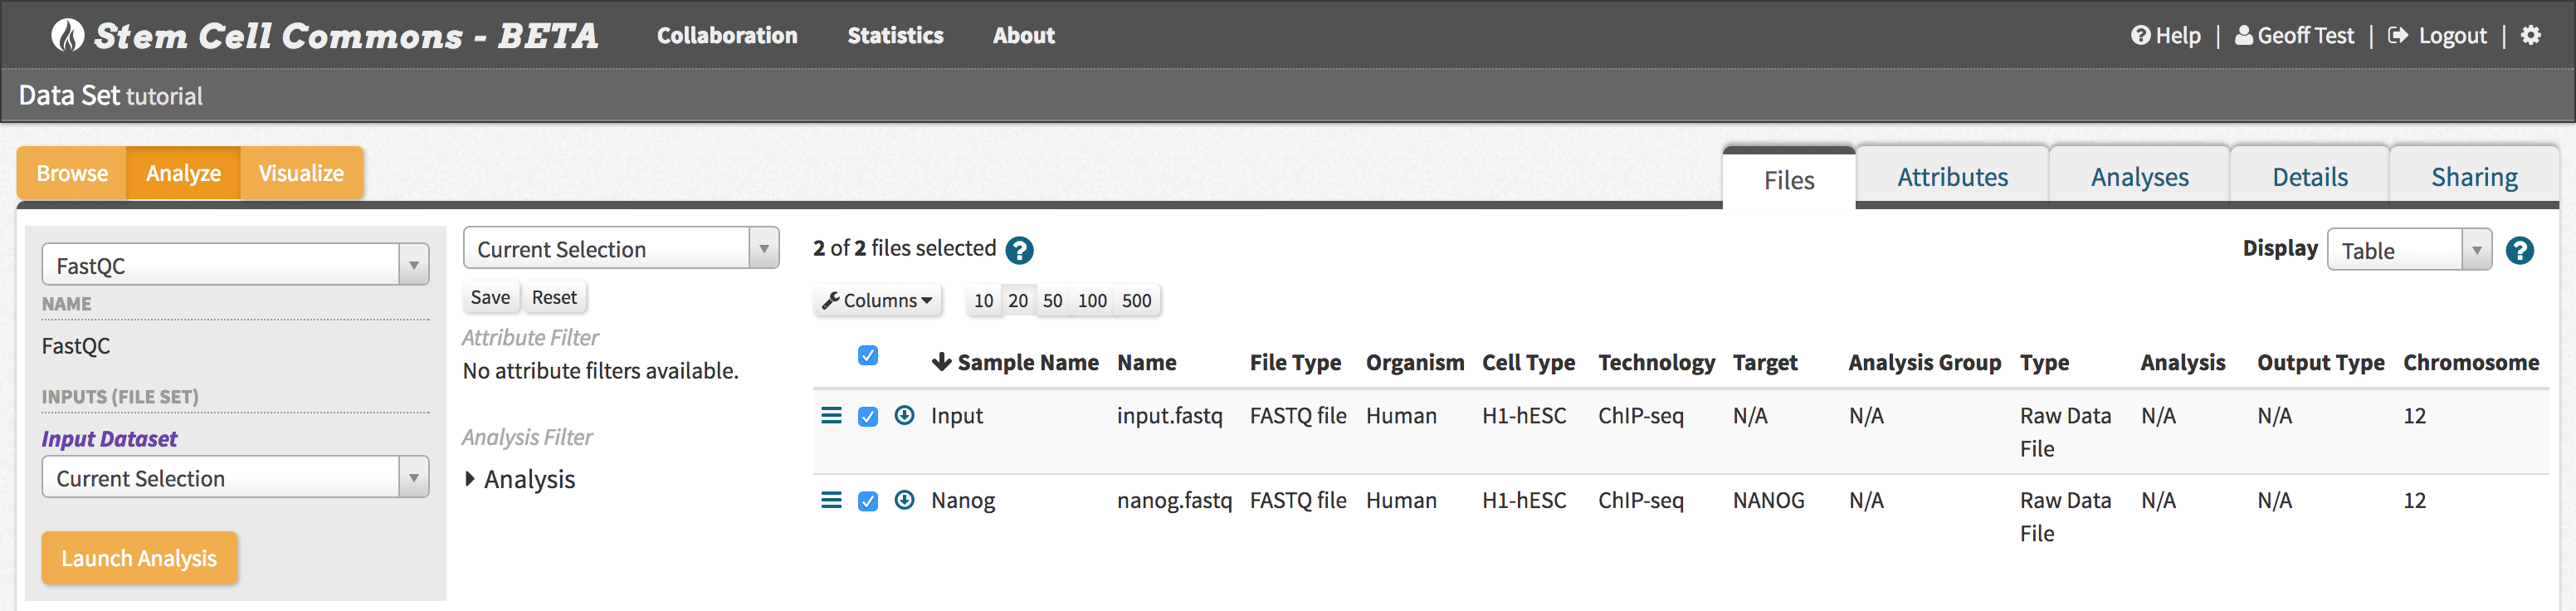 Stem Cell Commons - BETA Collaboration Statistics About Help | Geoff Test | Logout |
Data Set tutorial
Browse Analyze Visualize
Files Attributes Analyses Details Sharing
FastQC
NAME
FastQC
INPUTS (FILE SET)
Input Dataset
Current Selection
Launch Analysis
Current Selection
Save Reset
Attribute Filter
No attribute filters available.
Analysis Filter
Analysis
2 of 2 files selected ?
Display Table ?
Columns 10 20 50 100 500
Sample Name Name File Type Organism Cell Type Technology Target Analysis Group Type Analysis Output Type Chromosome
Input input.fastq FASTQ file Human H1-hESC ChIP-seq N/A N/A Raw Data N/A N/A 12
File
Nanog nanog.fastq FASTQ file Human H1-hESC ChIP-seq NANOG N/A Raw Data N/A N/A 12
File